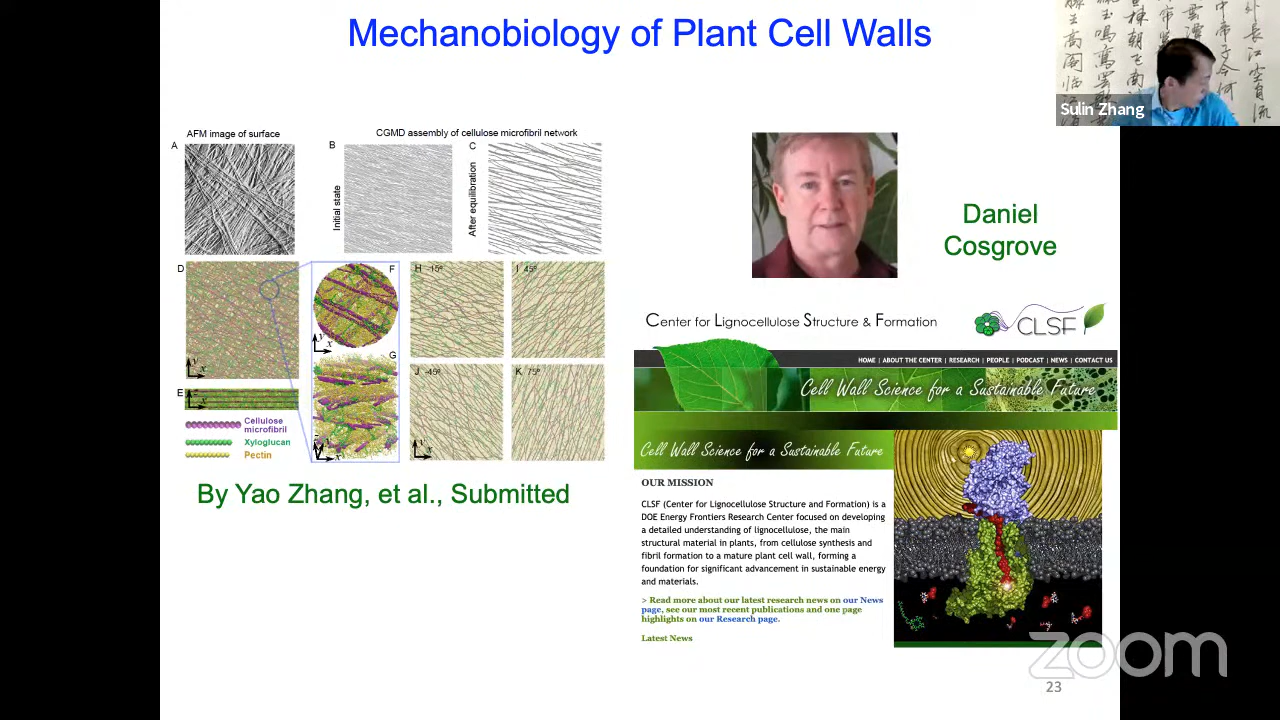 Mechanobiology of Plant Cell Walls
Sulin Zhang
AFM image of surface
CGMD assembly of cellulose microfibril network
A
B
C
Initial state
After equilibration
D
F
H -15º
I 45º
G
J -45º
K 75º
E
y
x
Cellulose
microfibril
Xyloglucan
Pectin
By Yao Zhang, et al., Submitted
Daniel
Cosgrove
Center for Lignocellulose Structure & Formation
CLSF
HOME | ABOUT THE CENTER | RESEARCH | PEOPLE | PODCAST | NEWS | CONTACT US
Cell Wall Science for a Sustainable Future
Cell Wall Science for a Sustainable Future
OUR MISSION
CLSF (Center for Lignocellulose Structure and Formation) is a
DOE Energy Frontiers Research Center focused on developing
a detailed understanding of lignocellulose, the main
structural material in plants, from cellulose synthesis and
fibril formation to a mature plant cell wall, forming a
foundation for significant advancement in sustainable energy
and materials.
> Read more about our latest research news on our News
page, see our most recent publications and one page
highlights on our Research page.
Latest News
zoom
23